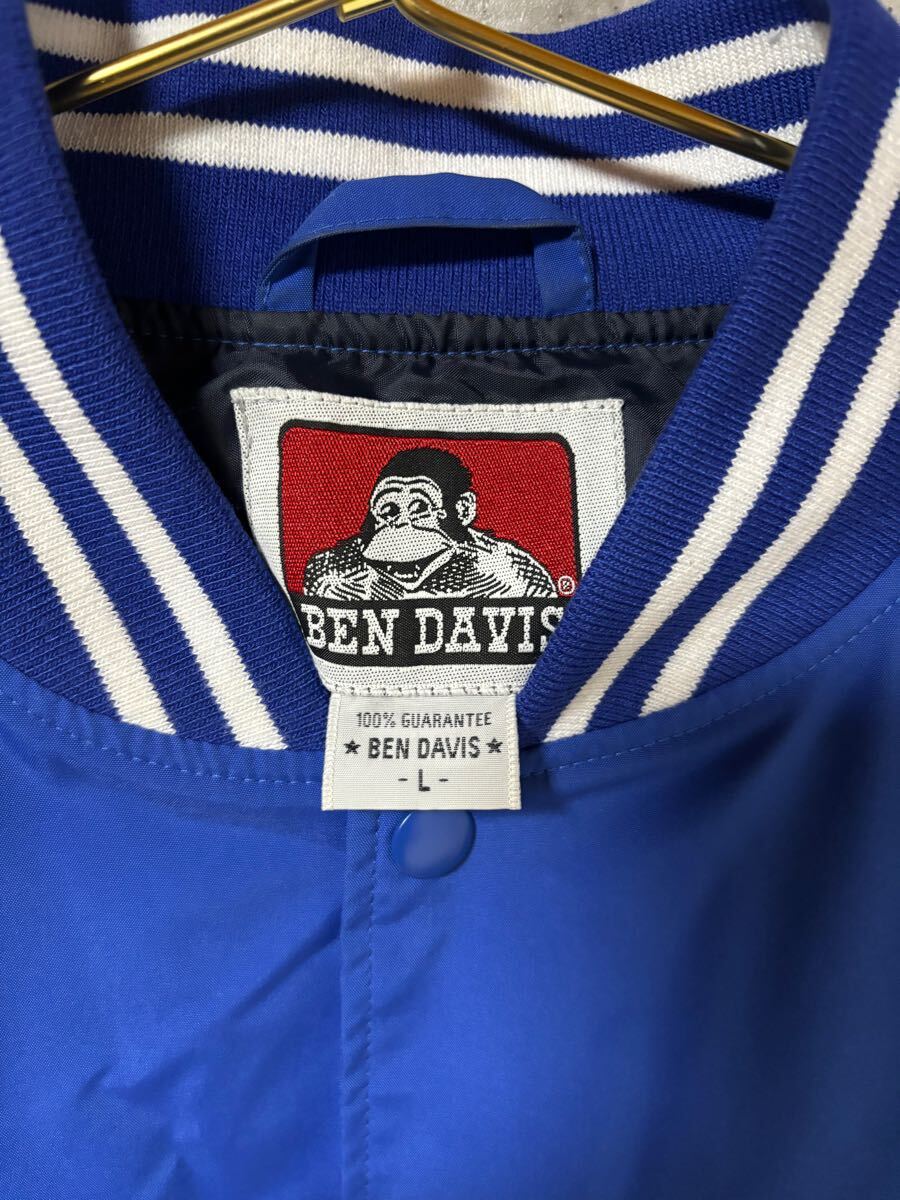 ®
BEN DAVIS
100% GUARANTEE
★ BEN DAVIS ★
- L -